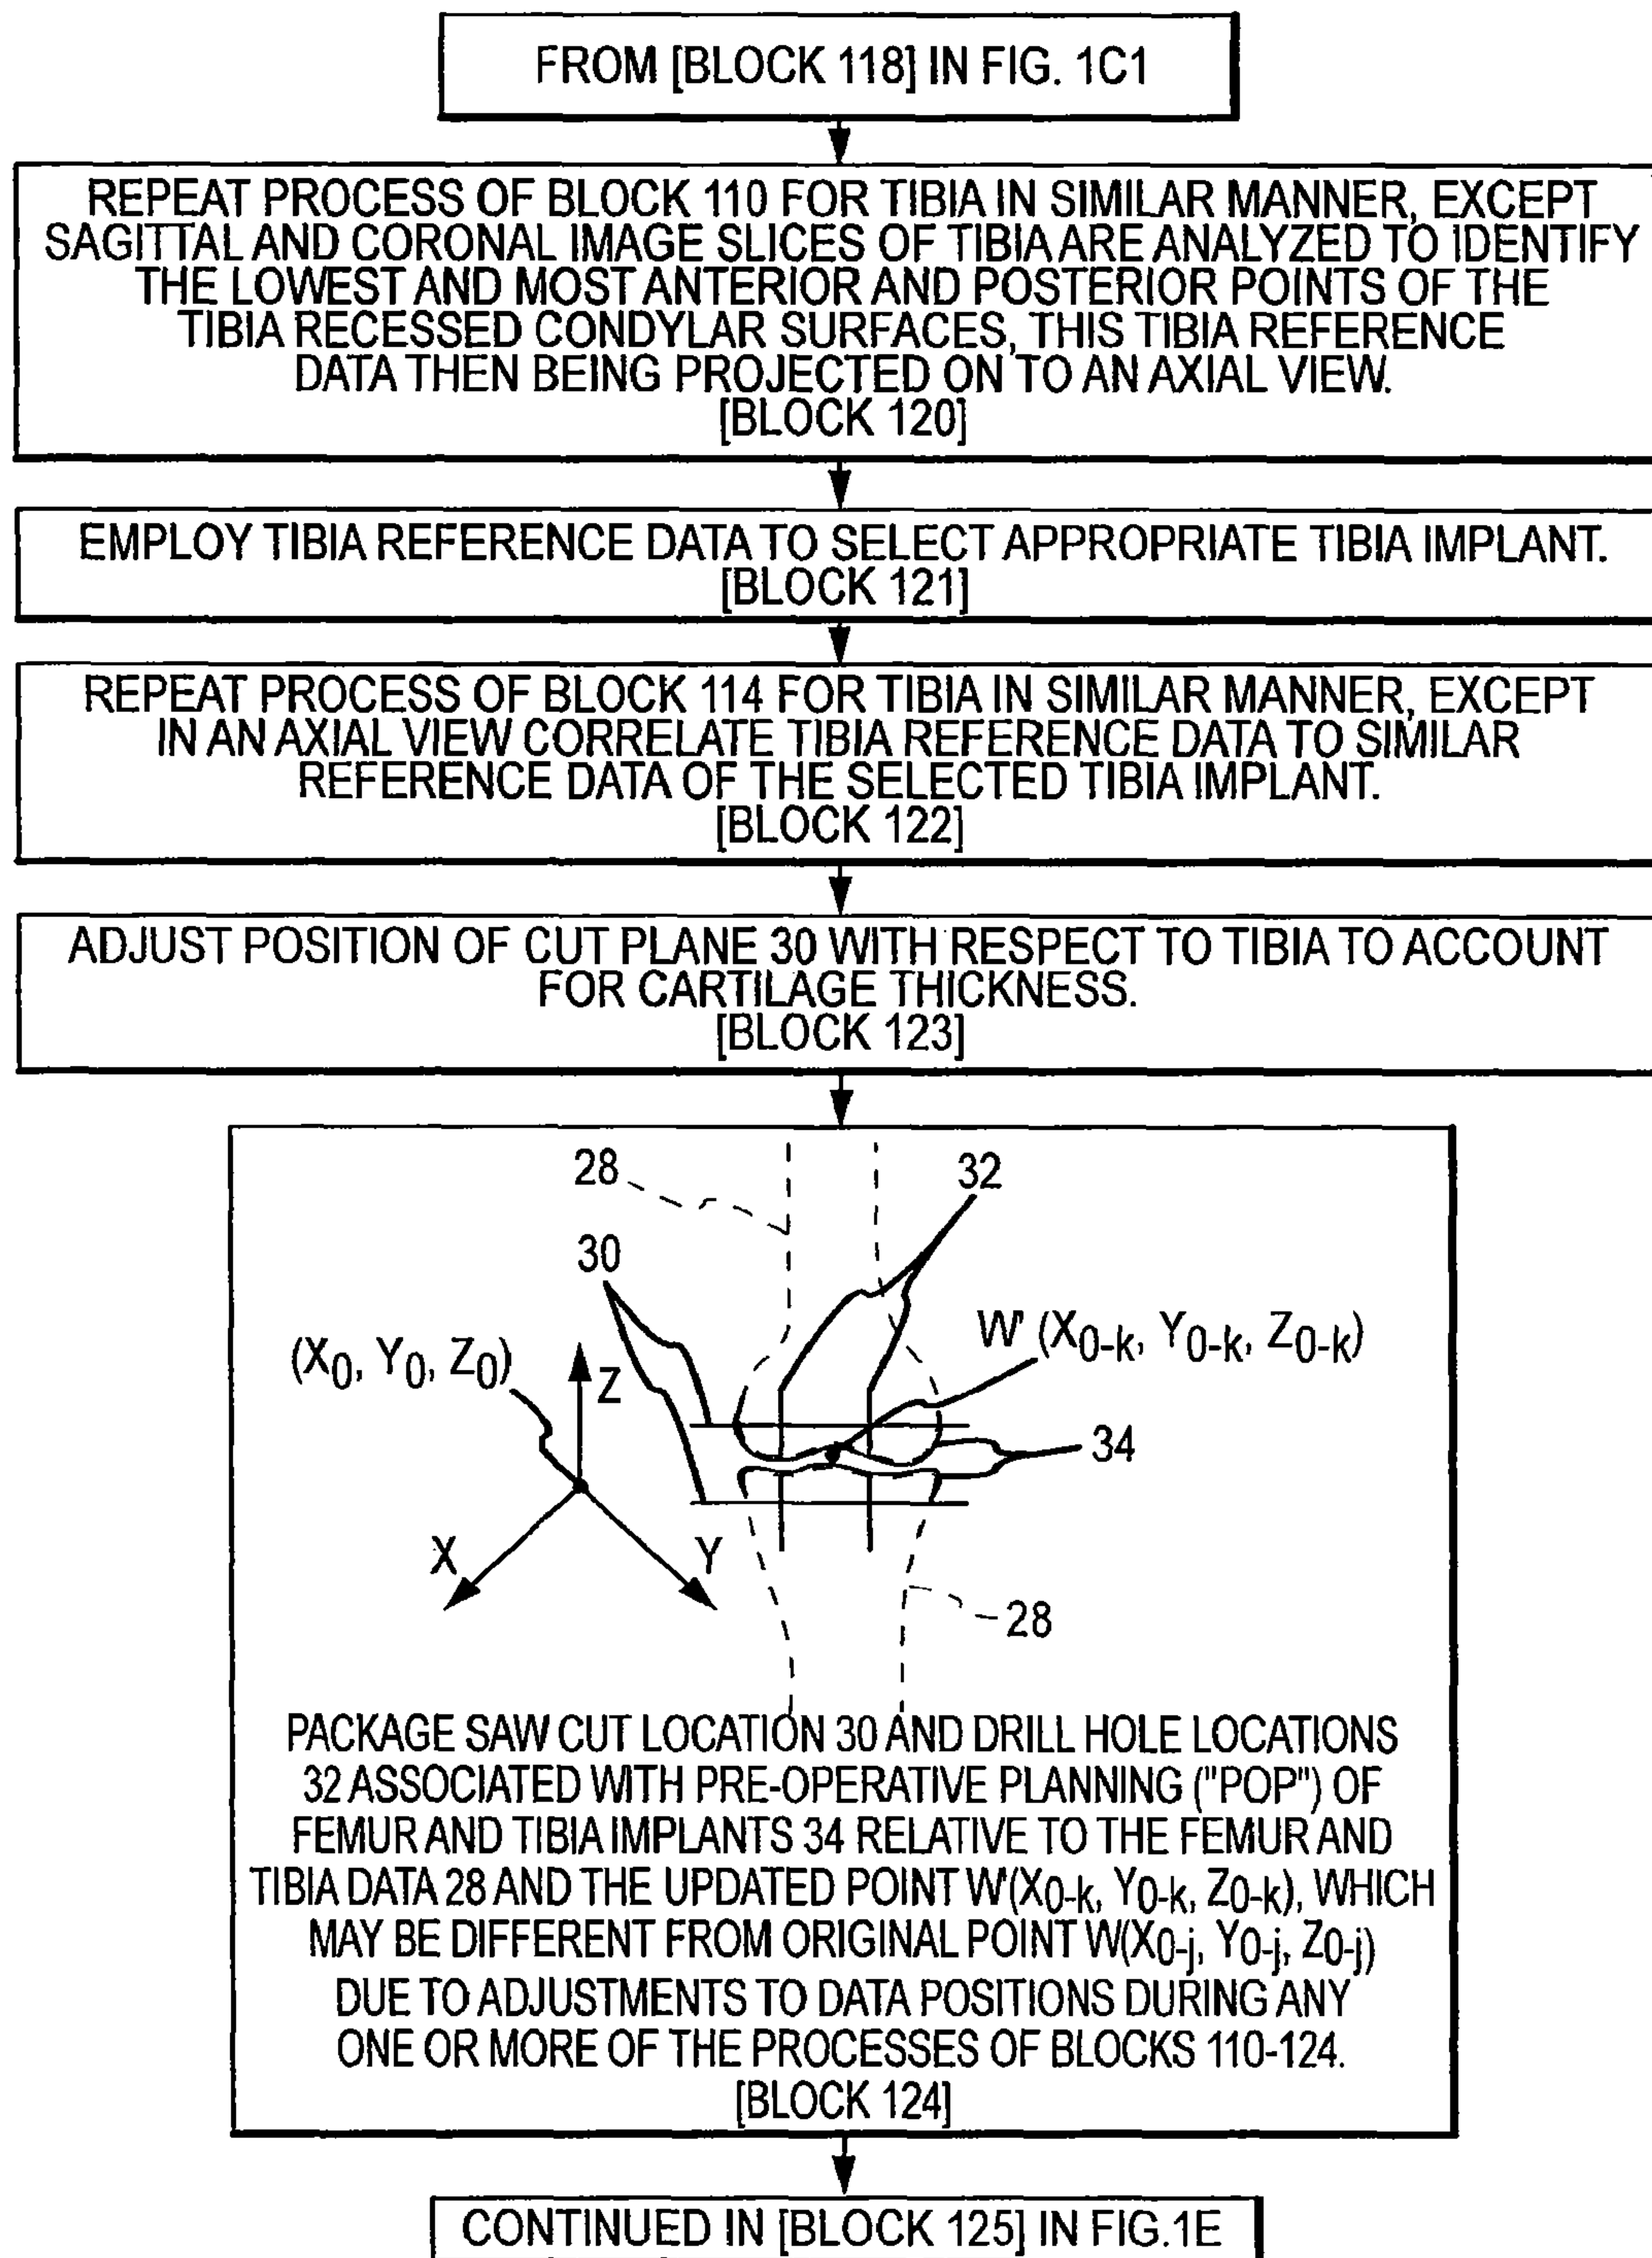 FROM [BLOCK 118] IN FIG. 1C1
REPEAT PROCESS OF BLOCK 110 FOR TIBIA IN SIMILAR MANNER, EXCEPT
SAGITTAL AND CORONAL IMAGE SLICES OF TIBIA ARE ANALYZED TO IDENTIFY
THE LOWEST AND MOST ANTERIOR AND POSTERIOR POINTS OF THE
TIBIA RECESSED CONDYLAR SURFACES, THIS TIBIA REFERENCE
DATA THEN BEING PROJECTED ON TO AN AXIAL VIEW.
[BLOCK 120]
EMPLOY TIBIA REFERENCE DATA TO SELECT APPROPRIATE TIBIA IMPLANT.
[BLOCK 121]
REPEAT PROCESS OF BLOCK 114 FOR TIBIA IN SIMILAR MANNER, EXCEPT
IN AN AXIAL VIEW CORRELATE TIBIA REFERENCE DATA TO SIMILAR
REFERENCE DATA OF THE SELECTED TIBIA IMPLANT.
[BLOCK 122]
ADJUST POSITION OF CUT PLANE 30 WITH RESPECT TO TIBIA TO ACCOUNT
FOR CARTILAGE THICKNESS.
[BLOCK 123]
28
32
30
W' (X0-k, Y0-k, Z0-k)
(X0, Y0, Z0)
Z
34
X
Y
28
PACKAGE SAW CUT LOCATION 30 AND DRILL HOLE LOCATIONS
32 ASSOCIATED WITH PRE-OPERATIVE PLANNING ("POP") OF
FEMUR AND TIBIA IMPLANTS 34 RELATIVE TO THE FEMUR AND
TIBIA DATA 28 AND THE UPDATED POINT W'(X0-k, Y0-k, Z0-k), WHICH
MAY BE DIFFERENT FROM ORIGINAL POINT W(X0-j, Y0-j, Z0-j)
DUE TO ADJUSTMENTS TO DATA POSITIONS DURING ANY
ONE OR MORE OF THE PROCESSES OF BLOCKS 110-124.
[BLOCK 124]
CONTINUED IN [BLOCK 125] IN FIG.1E